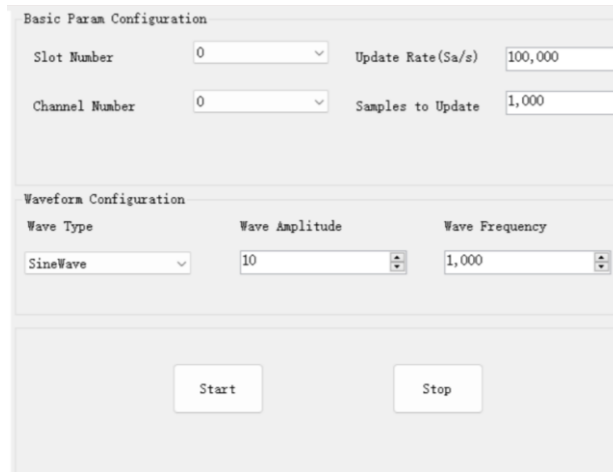 Basic Param Configuration
Slot Number 0 Update Rate(Sa/s) 100,000
Channel Number 0 Samples to Update 1,000
Waveform Configuration
Wave Type Wave Amplitude Wave Frequency
SineWave 10 1,000
Start Stop